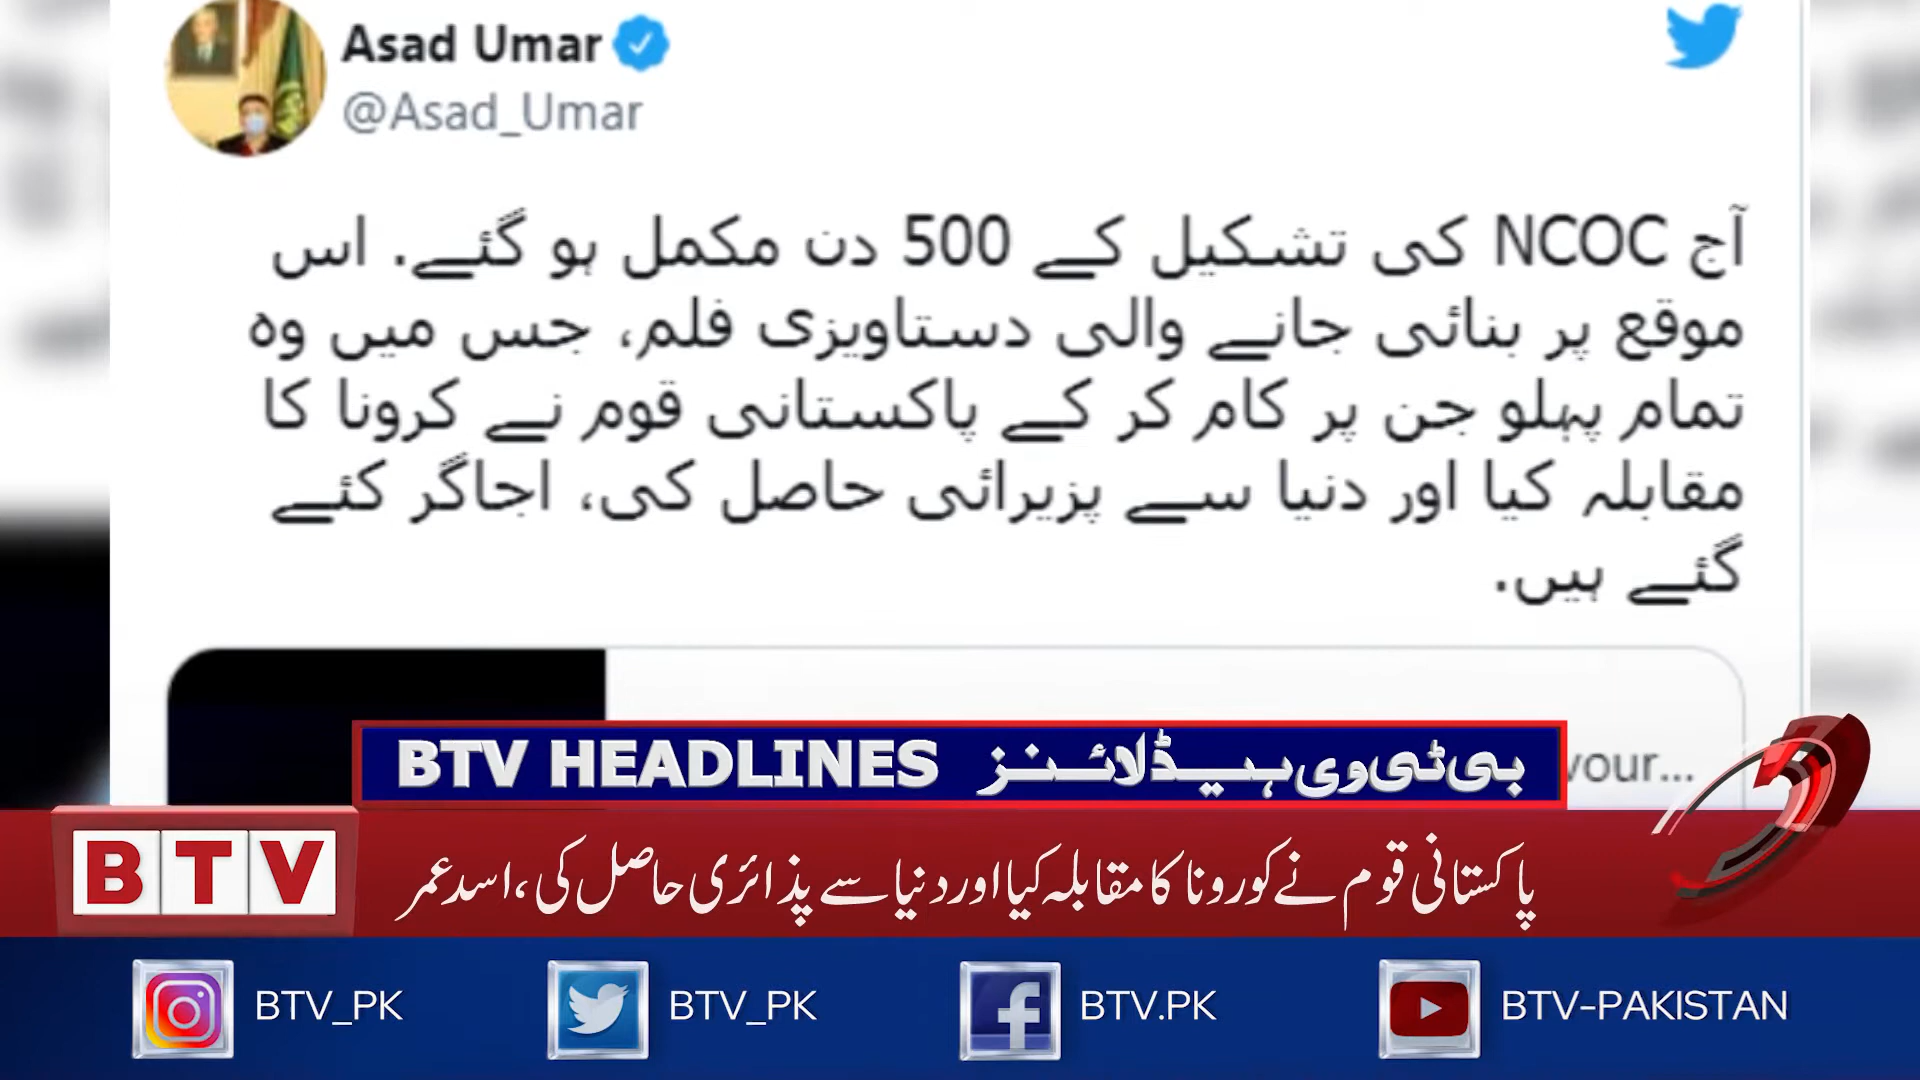 Asad Umar
@Asad_Umar
آج NCOC کی تشکیل کے 500 دن مکمل ہو گئے. اس
موقع پر بنائی جانے والی دستاویزی فلم، جس میں وہ
تمام پہلو جن پر کام کر کے پاکستانی قوم نے کرونا کا
مقابلہ کیا اور دنیا سے پزیرائی حاصل کی، اجاگر کئے
گئے ہیں.
your...
BTV HEADLINES بی ٹی وی ہیڈلائنز
BTV
پاکستانی قوم نے کورونا کا مقابلہ کیا اور دنیا سے پذائری حاصل کی، اسد عمر
BTV_PK BTV_PK BTV.PK BTV-PAKISTAN